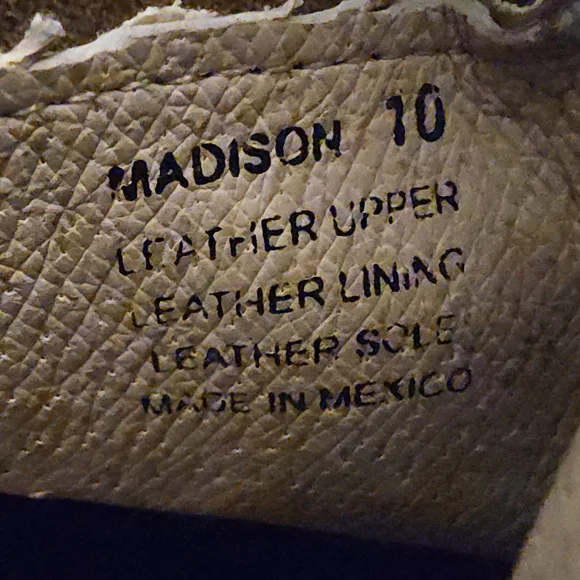 MADISON 10
LEATHER UPPER
LEATHER LINING
LEATHER SOLE
MADE IN MEXICO